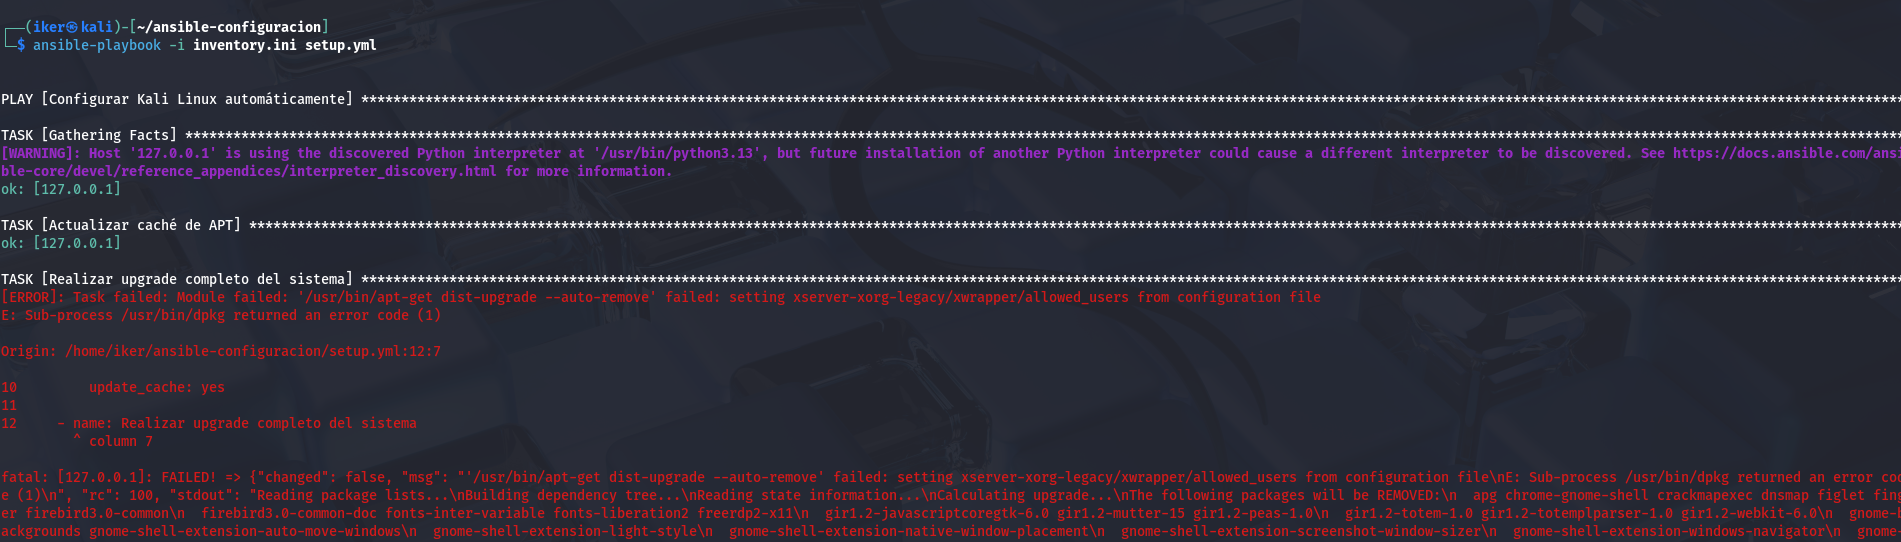 ┌──(iker㉿kali)-[~/ansible-configuracion]
└─$ ansible-playbook -i inventory.ini setup.yml
PLAY [Configurar Kali Linux automáticamente] ****************************************************************************************************************************************************************************************
TASK [Gathering Facts] **************************************************************************************************************************************************************************************************************
[WARNING]: Host '127.0.0.1' is using the discovered Python interpreter at '/usr/bin/python3.13', but future installation of another Python interpreter could cause a different interpreter to be discovered. See https://docs.ansible.com/ansi
ble-core/devel/reference_appendices/interpreter_discovery.html for more information.
ok: [127.0.0.1]
TASK [Actualizar caché de APT] ******************************************************************************************************************************************************************************************************
ok: [127.0.0.1]
TASK [Realizar upgrade completo del sistema] ****************************************************************************************************************************************************************************************
[ERROR]: Task failed: Module failed: '/usr/bin/apt-get dist-upgrade --auto-remove' failed: setting xserver-xorg-legacy/xwrapper/allowed_users from configuration file
E: Sub-process /usr/bin/dpkg returned an error code (1)
Origin: /home/iker/ansible-configuracion/setup.yml:12:7
10         update_cache: yes
11
12     - name: Realizar upgrade completo del sistema
         ^ column 7
fatal: [127.0.0.1]: FAILED! => {"changed": false, "msg": "'/usr/bin/apt-get dist-upgrade --auto-remove' failed: setting xserver-xorg-legacy/xwrapper/allowed_users from configuration file\nE: Sub-process /usr/bin/dpkg returned an error cod
e (1)\n", "rc": 100, "stdout": "Reading package lists...\nBuilding dependency tree...\nReading state information...\nCalculating upgrade...\nThe following packages will be REMOVED:\n  apg chrome-gnome-shell crackmapexec dnsmap figlet fing
er firebird3.0-common\n  firebird3.0-common-doc fonts-inter-variable fonts-liberation2 freerdp2-x11\n  gir1.2-javascriptcoregtk-6.0 gir1.2-mutter-15 gir1.2-peas-1.0\n  gir1.2-totem-1.0 gir1.2-totemplparser-1.0 gir1.2-webkit-6.0\n  gnome-b
ackgrounds gnome-shell-extension-auto-move-windows\n  gnome-shell-extension-light-style\n  gnome-shell-extension-native-window-placement\n  gnome-shell-extension-screenshot-window-sizer\n  gnome-shell-extension-windows-navigator\n  gnome-